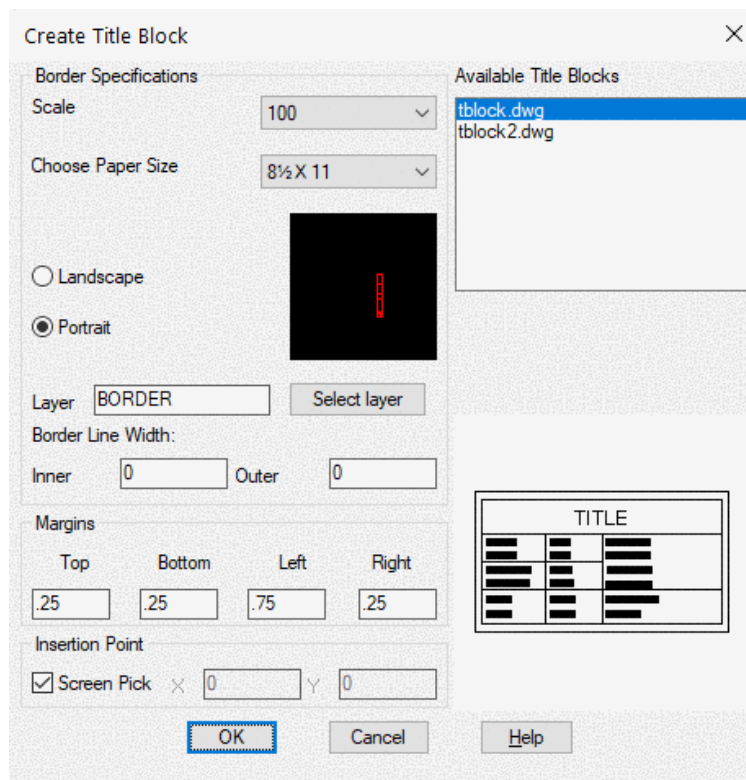 Create Title Block
Border Specifications
Scale
100
Choose Paper Size
8½ X 11
Landscape
Portrait
Layer
BORDER
Select layer
Border Line Width:
Inner
0
Outer
0
Margins
Top
Bottom
Left
Right
.25
.25
.75
.25
Insertion Point
Screen Pick
X
0
Y
0
Available Title Blocks
tblock.dwg
tblock2.dwg
TITLE
OK
Cancel
Help